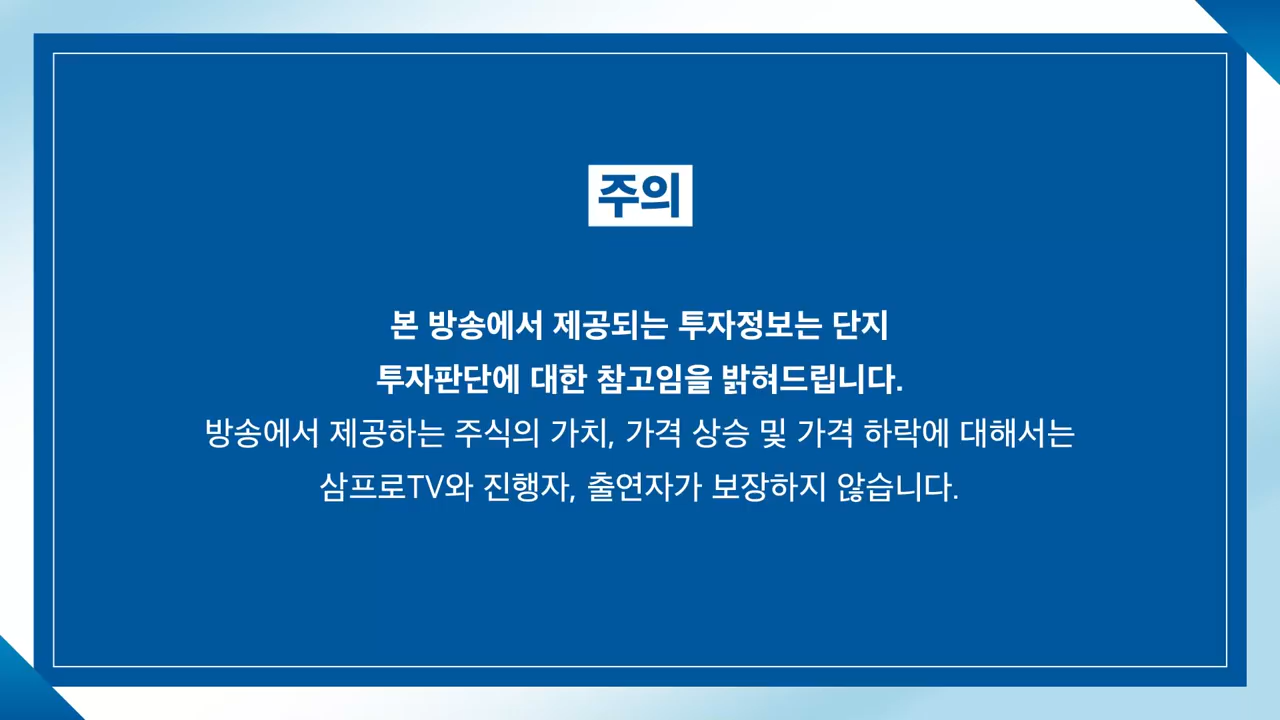 주의
본 방송에서 제공되는 투자정보는 단지
투자판단에 대한 참고임을 밝혀드립니다.
방송에서 제공하는 주식의 가치, 가격 상승 및 가격 하락에 대해서는
삼프로TV와 진행자, 출연자가 보장하지 않습니다.